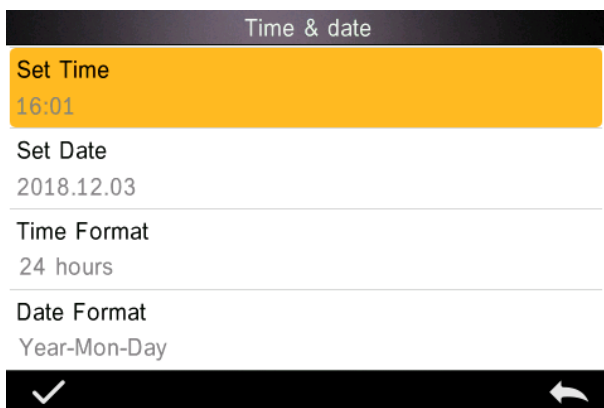 Time & date
Set Time
16:01
Set Date
2018.12.03
Time Format
24 hours
Date Format
Year-Mon-Day